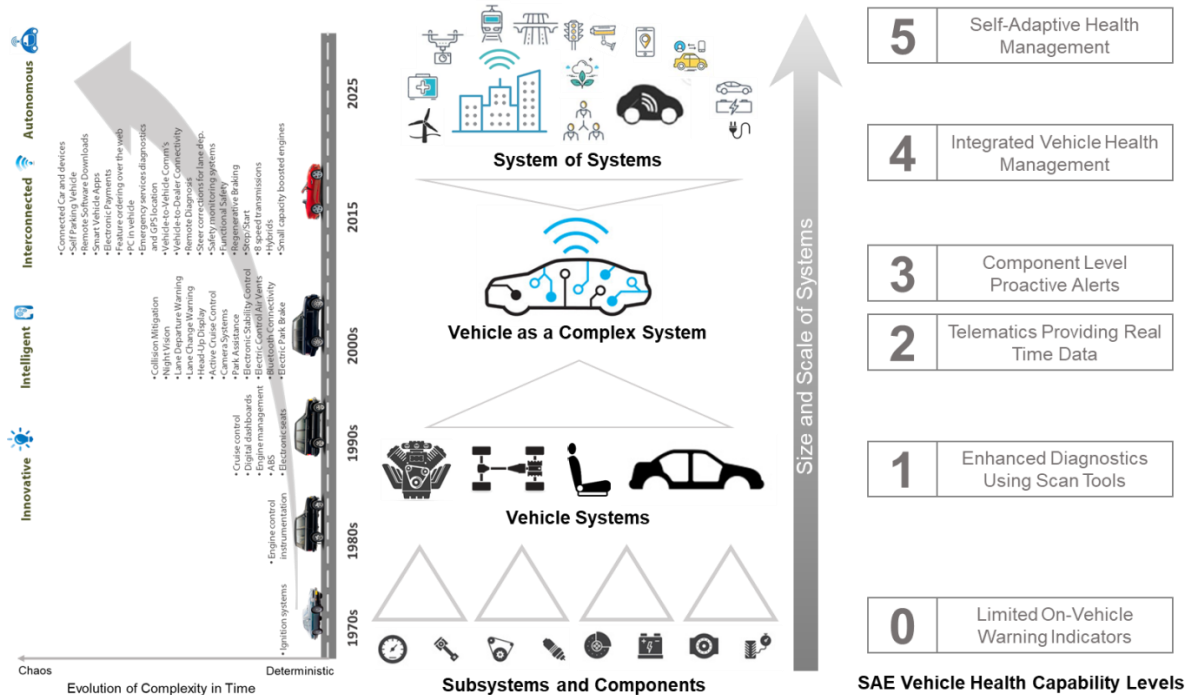 Autonomous
Interconnected
Intelligent
Innovative
• Connected Car and devices
• Self Parking Vehicle
• Remote Software Downloads
• Smart Vehicle Apps
• Electronic Payments
• Feature ordering over the web
• PC in vehicle
• Emergency services diagnostics
and GPS location
• Vehicle-to-Vehicle Comm's
• Vehicle-to-Dealer Connectivity
• Remote Diagnosis
• Steer corrections for lane dep.
• Safety monitoring systems
• Functional Safety
• Regenerative Braking
• Stop/Start
• 8 speed transmissions
• Hybrids
• Small capacity boosted engines
• Collision Mitigation
• Night Vision
• Lane Departure Warning
• Lane Change Warning
• Head-Up Display
• Active Cruise Control
• Camera Systems
• Park Assistance
• Electronic Stability Control
• Electric Control Air Vents
• Bluetooth Connectivity
• Electric Park Brake
• Cruise control
• Digital dashboards
• Engine management
• ABS
• Electronic seats
• Engine control
instrumentation
• Ignition systems
2025
2015
2000s
1990s
1980s
1970s
Chaos
Deterministic
Evolution of Complexity in Time
System of Systems
Vehicle as a Complex System
Vehicle Systems
Subsystems and Components
Size and Scale of Systems
5
Self-Adaptive Health
Management
4
Integrated Vehicle Health
Management
3
Component Level
Proactive Alerts
2
Telematics Providing Real
Time Data
1
Enhanced Diagnostics
Using Scan Tools
0
Limited On-Vehicle
Warning Indicators
SAE Vehicle Health Capability Levels